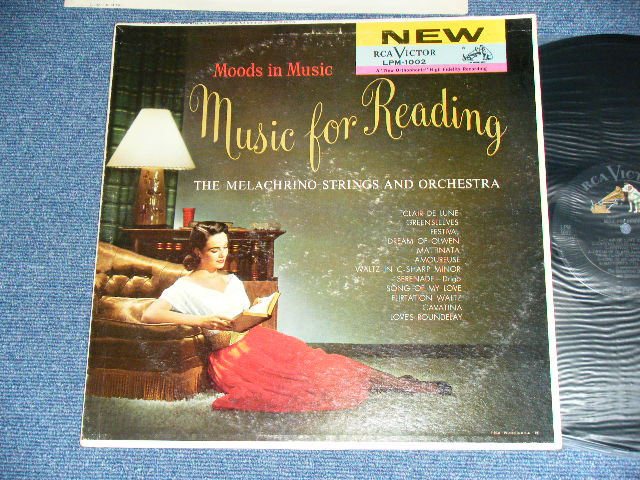 NEW
RCA VICTOR
LPM-1002
A "New Orthophonic" High Fidelity Recording
Moods in Music
Music for Reading
THE MELACHRINO STRINGS AND ORCHESTRA
CLAIR DE LUNE
GREENSLEEVES
FESTIVAL
DREAM OF OLWEN
MATTINATA
AMOUREUSE
WALTZ IN C-SHARP MINOR
SERENADE—Drigo
SONG OF MY LOVE
FLIRTATION WALTZ
CAVATINA
LOVE'S ROUNDELAY
RCA VICTOR